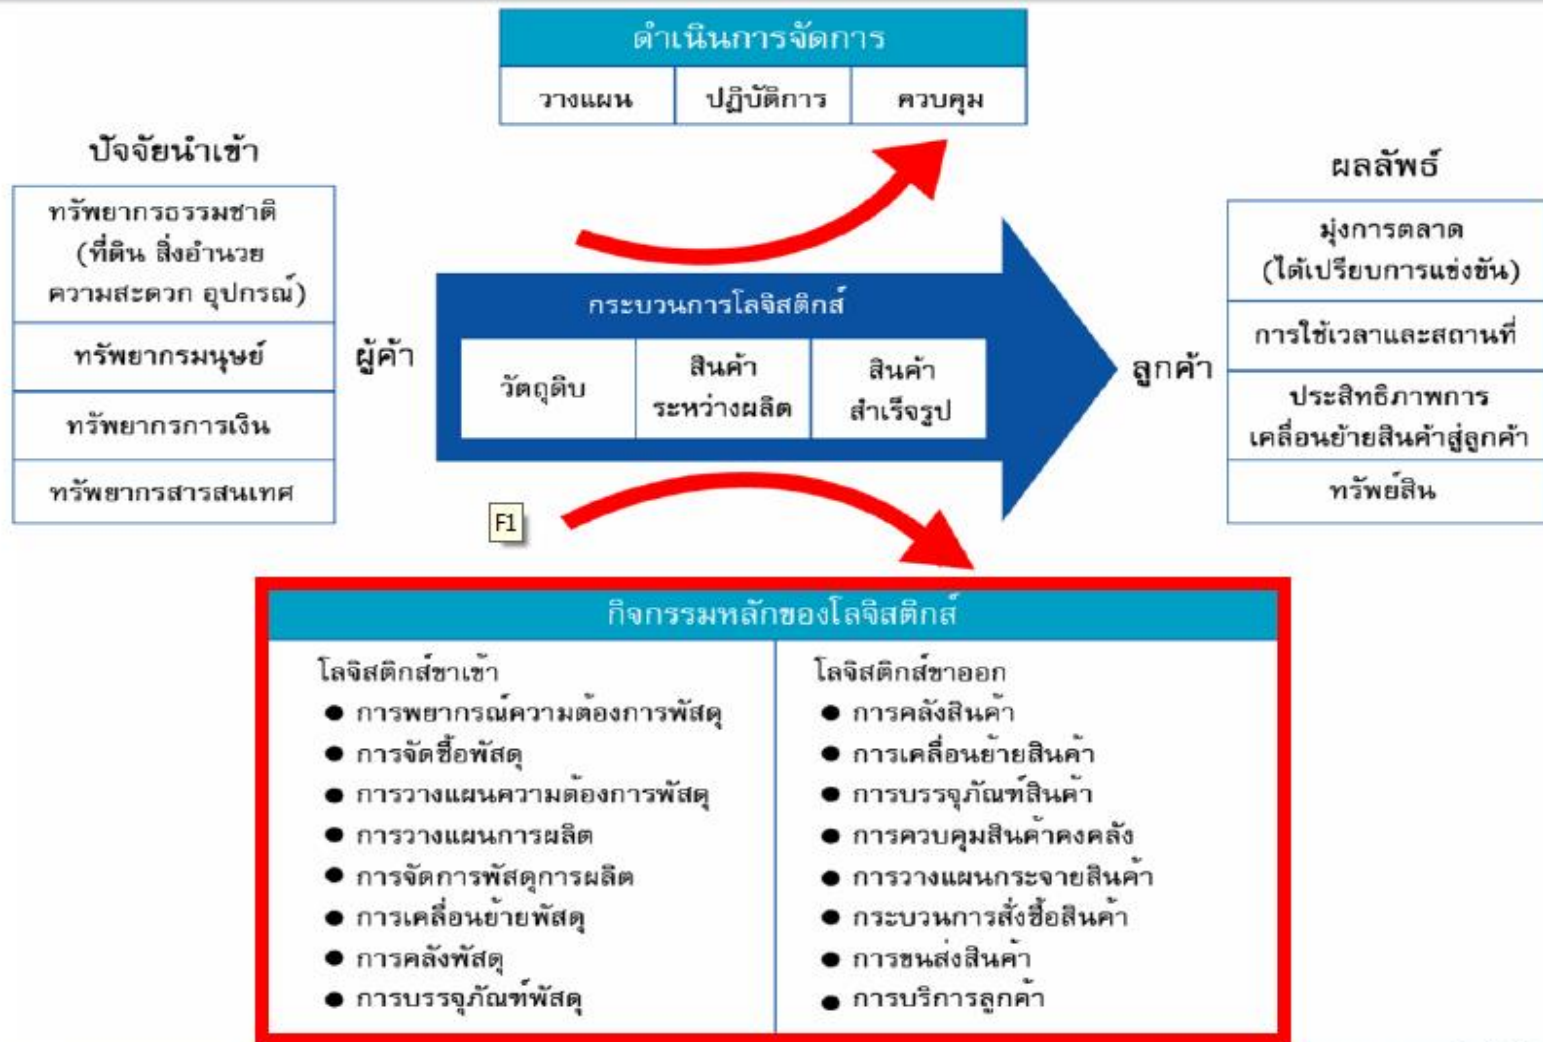 ดำเนินการจัดการ
วางแผน ปฏิบัติการ ควบคุม
ปัจจัยนำเข้า
ทรัพยากรธรรมชาติ
(ที่ดิน สิ่งอำนวย
ความสะดวก อุปกรณ์)
ทรัพยากรมนุษย์
ทรัพยากรการเงิน
ทรัพยากรสารสนเทศ
ผู้ค้า
กระบวนการโลจิสติกส์
วัตถุดิบ
สินค้า
ระหว่างผลิต
สินค้า
สำเร็จรูป
ลูกค้า
ผลลัพธ์
มุ่งการตลาด
(ได้เปรียบการแข่งขัน)
การใช้เวลาและสถานที่
ประสิทธิภาพการ
เคลื่อนย้ายสินค้าสู่ลูกค้า
ทรัพย์สิน
F1
กิจกรรมหลักของโลจิสติกส์
โลจิสติกส์ขาเข้า
● การพยากรณ์ความต้องการพัสดุ
● การจัดซื้อพัสดุ
● การวางแผนความต้องการพัสดุ
● การวางแผนการผลิต
● การจัดการพัสดุการผลิต
● การเคลื่อนย้ายพัสดุ
● การคลังพัสดุ
● การบรรจุภัณฑ์พัสดุ
โลจิสติกส์ขาออก
● การคลังสินค้า
● การเคลื่อนย้ายสินค้า
● การบรรจุภัณฑ์สินค้า
● การควบคุมสินค้าคงคลัง
● การวางแผนกระจายสินค้า
● กระบวนการสั่งซื้อสินค้า
● การขนส่งสินค้า
● การบริการลูกค้า